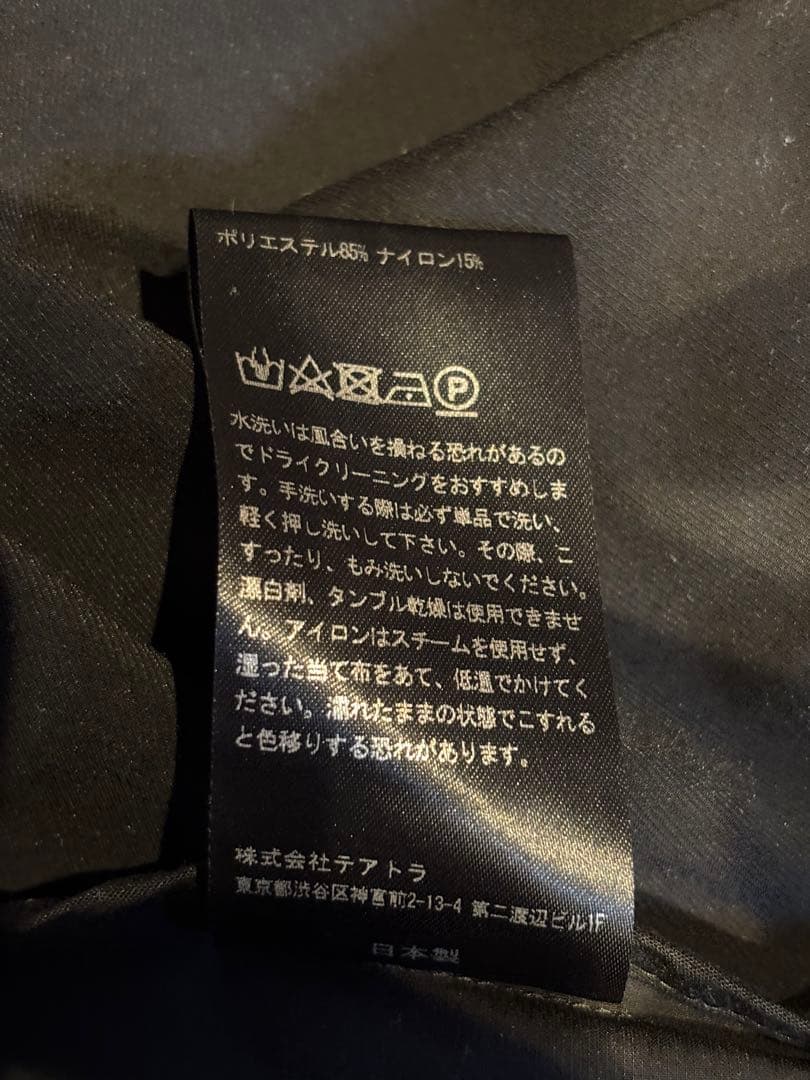 ポリエステル85% ナイロン15%
P
水洗いは風合いを損ねる恐れがあるの
でドライクリーニングをおすすめしま
す。手洗いする際は必ず単品で洗い、
軽く押し洗いして下さい。その際、こ
すったり、もみ洗いしないでください。
漂白剤、タンブル乾燥は使用できませ
ん。アイロンはスチームを使用せず、
湿った当て布をあて、低温でかけてく
ださい。濡れたままの状態でこすれる
と色移りする恐れがあります。
株式会社テアトラ
東京都渋谷区神宮前2-13-4 第二渡辺ビル1F
日本製